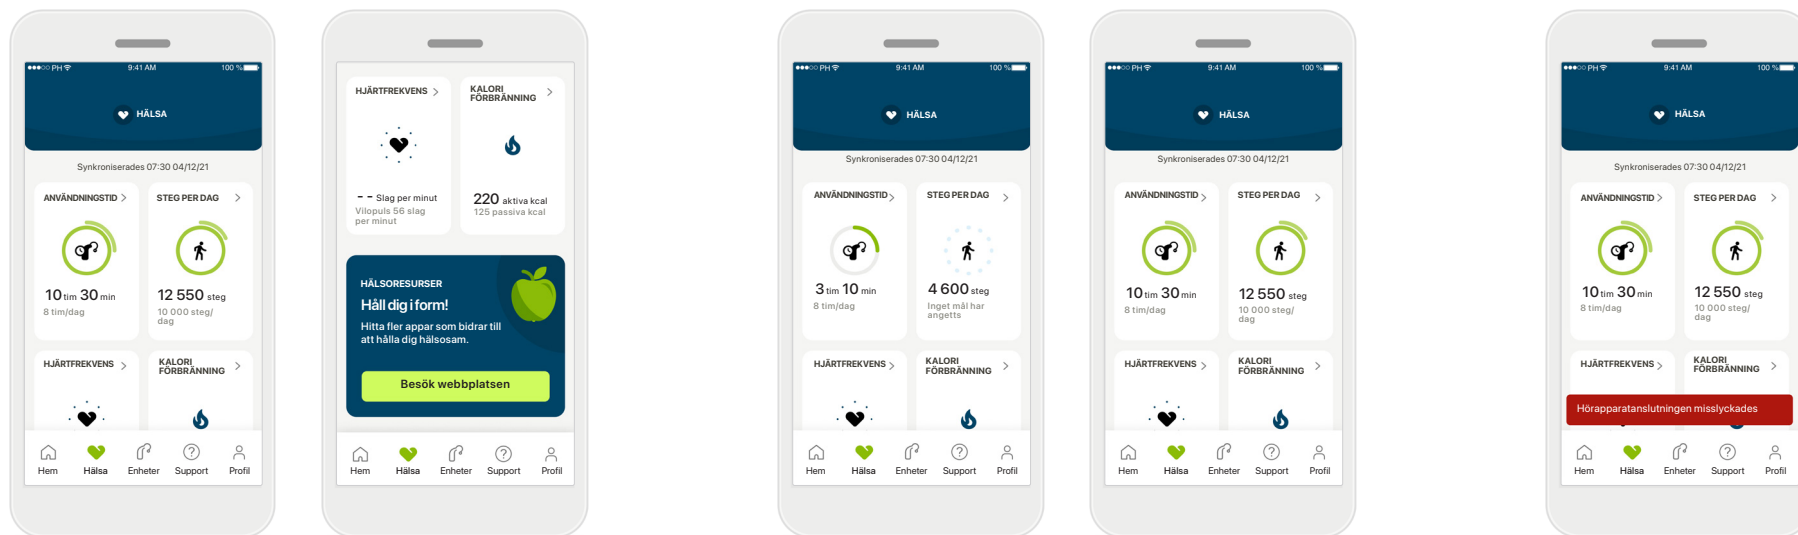 PH 9:41 AM 100 %
HÄLSA
Synkroniserades 07:30 04/12/21
ANVÄNDNINGSTID STEG PER DAG
10 tim 30 min 12 550 steg
8 tim/dag 10 000 steg/
dag
HJÄRTFREKVENS KALORI
FÖRBRÄNNING
Hem Hälsa Enheter Support Profil
HJÄRTFREKVENS KALORI
FÖRBRÄNNING
- - Slag per minut 220 aktiva kcal
Vilopuls 56 slag 125 passiva kcal
per minut
HÄLSORESURSER
Håll dig i form!
Hitta fler appar som bidrar till
att hålla dig hälsosam.
Besök webbplatsen
Hem Hälsa Enheter Support Profil
PH 9:41 AM 100 %
HÄLSA
Synkroniserades 07:30 04/12/21
ANVÄNDNINGSTID STEG PER DAG
3 tim 10 min 4 600 steg
8 tim/dag Inget mål har
angetts
HJÄRTFREKVENS KALORI
FÖRBRÄNNING
Hem Hälsa Enheter Support Profil
PH 9:41 AM 100 %
HÄLSA
Synkroniserades 07:30 04/12/21
ANVÄNDNINGSTID STEG PER DAG
10 tim 30 min 12 550 steg
8 tim/dag 10 000 steg/
dag
HJÄRTFREKVENS KALORI
FÖRBRÄNNING
Hem Hälsa Enheter Support Profil
PH 9:41 AM 100 %
HÄLSA
Synkroniserades 07:30 04/12/21
ANVÄNDNINGSTID STEG PER DAG
10 tim 30 min 12 550 steg
8 tim/dag 10 000 steg/
dag
HJÄRTFREKVENS KALORI
FÖRBRÄNNING
Hörapparatanslutningen misslyckades
Hem Hälsa Enheter Support Profil